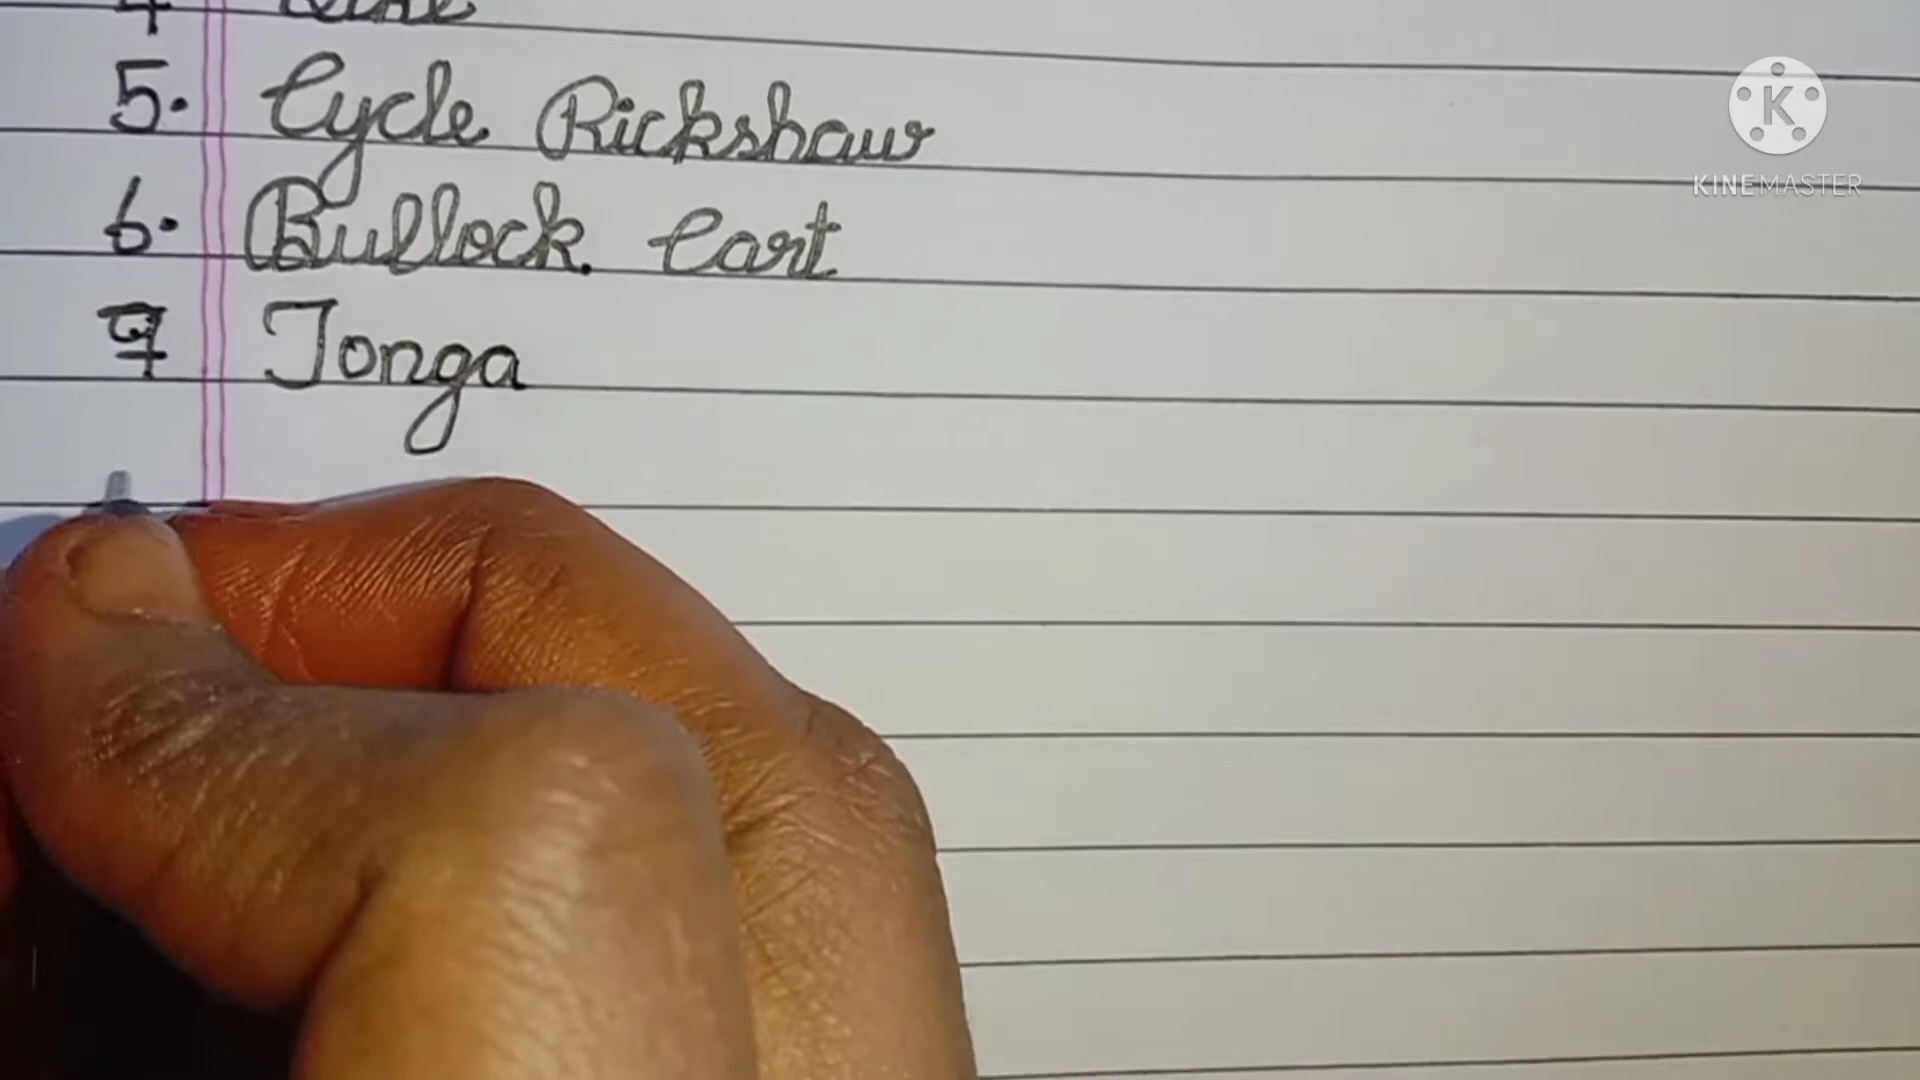 5. Cycle Rickshaw
6. Bullock Cart
7 Tonga
K
KINEMASTER